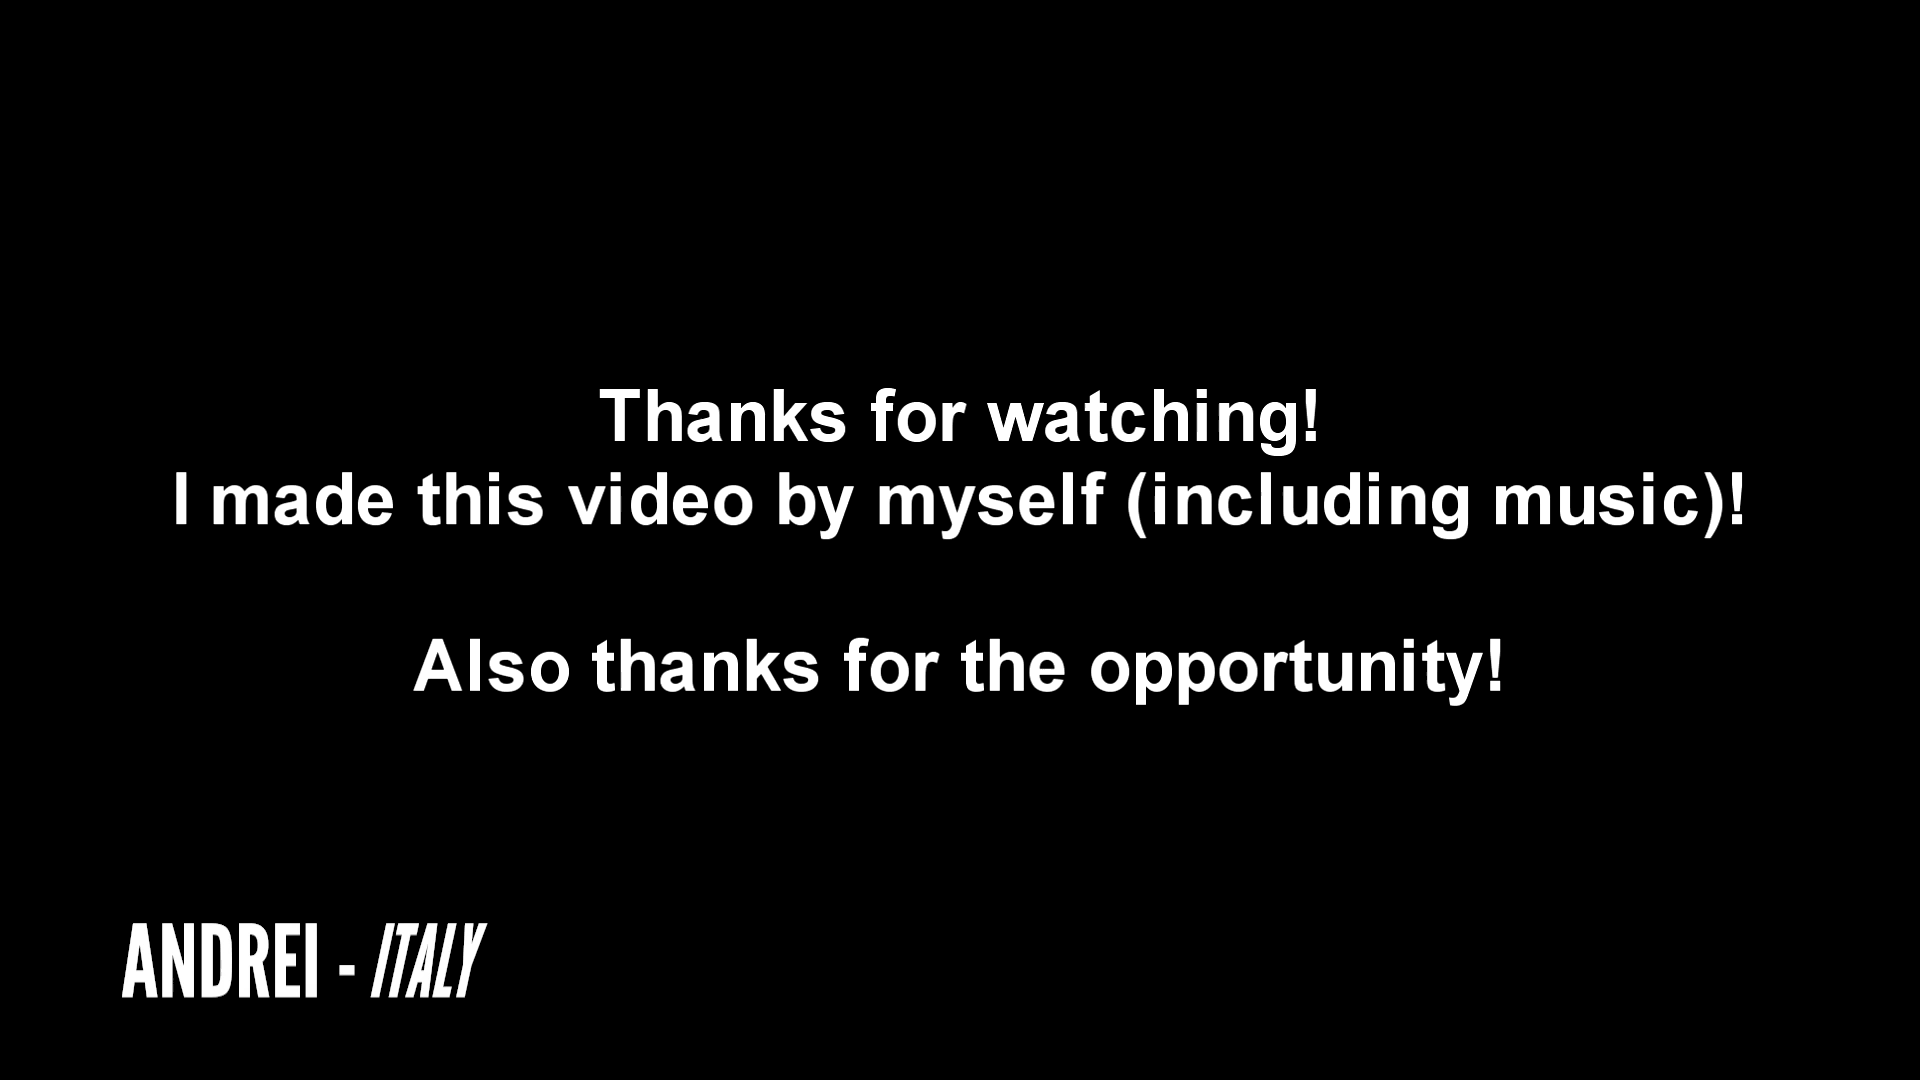 Thanks for watching!
I made this video by myself (including music)!
Also thanks for the opportunity!
ANDREI - ITALY